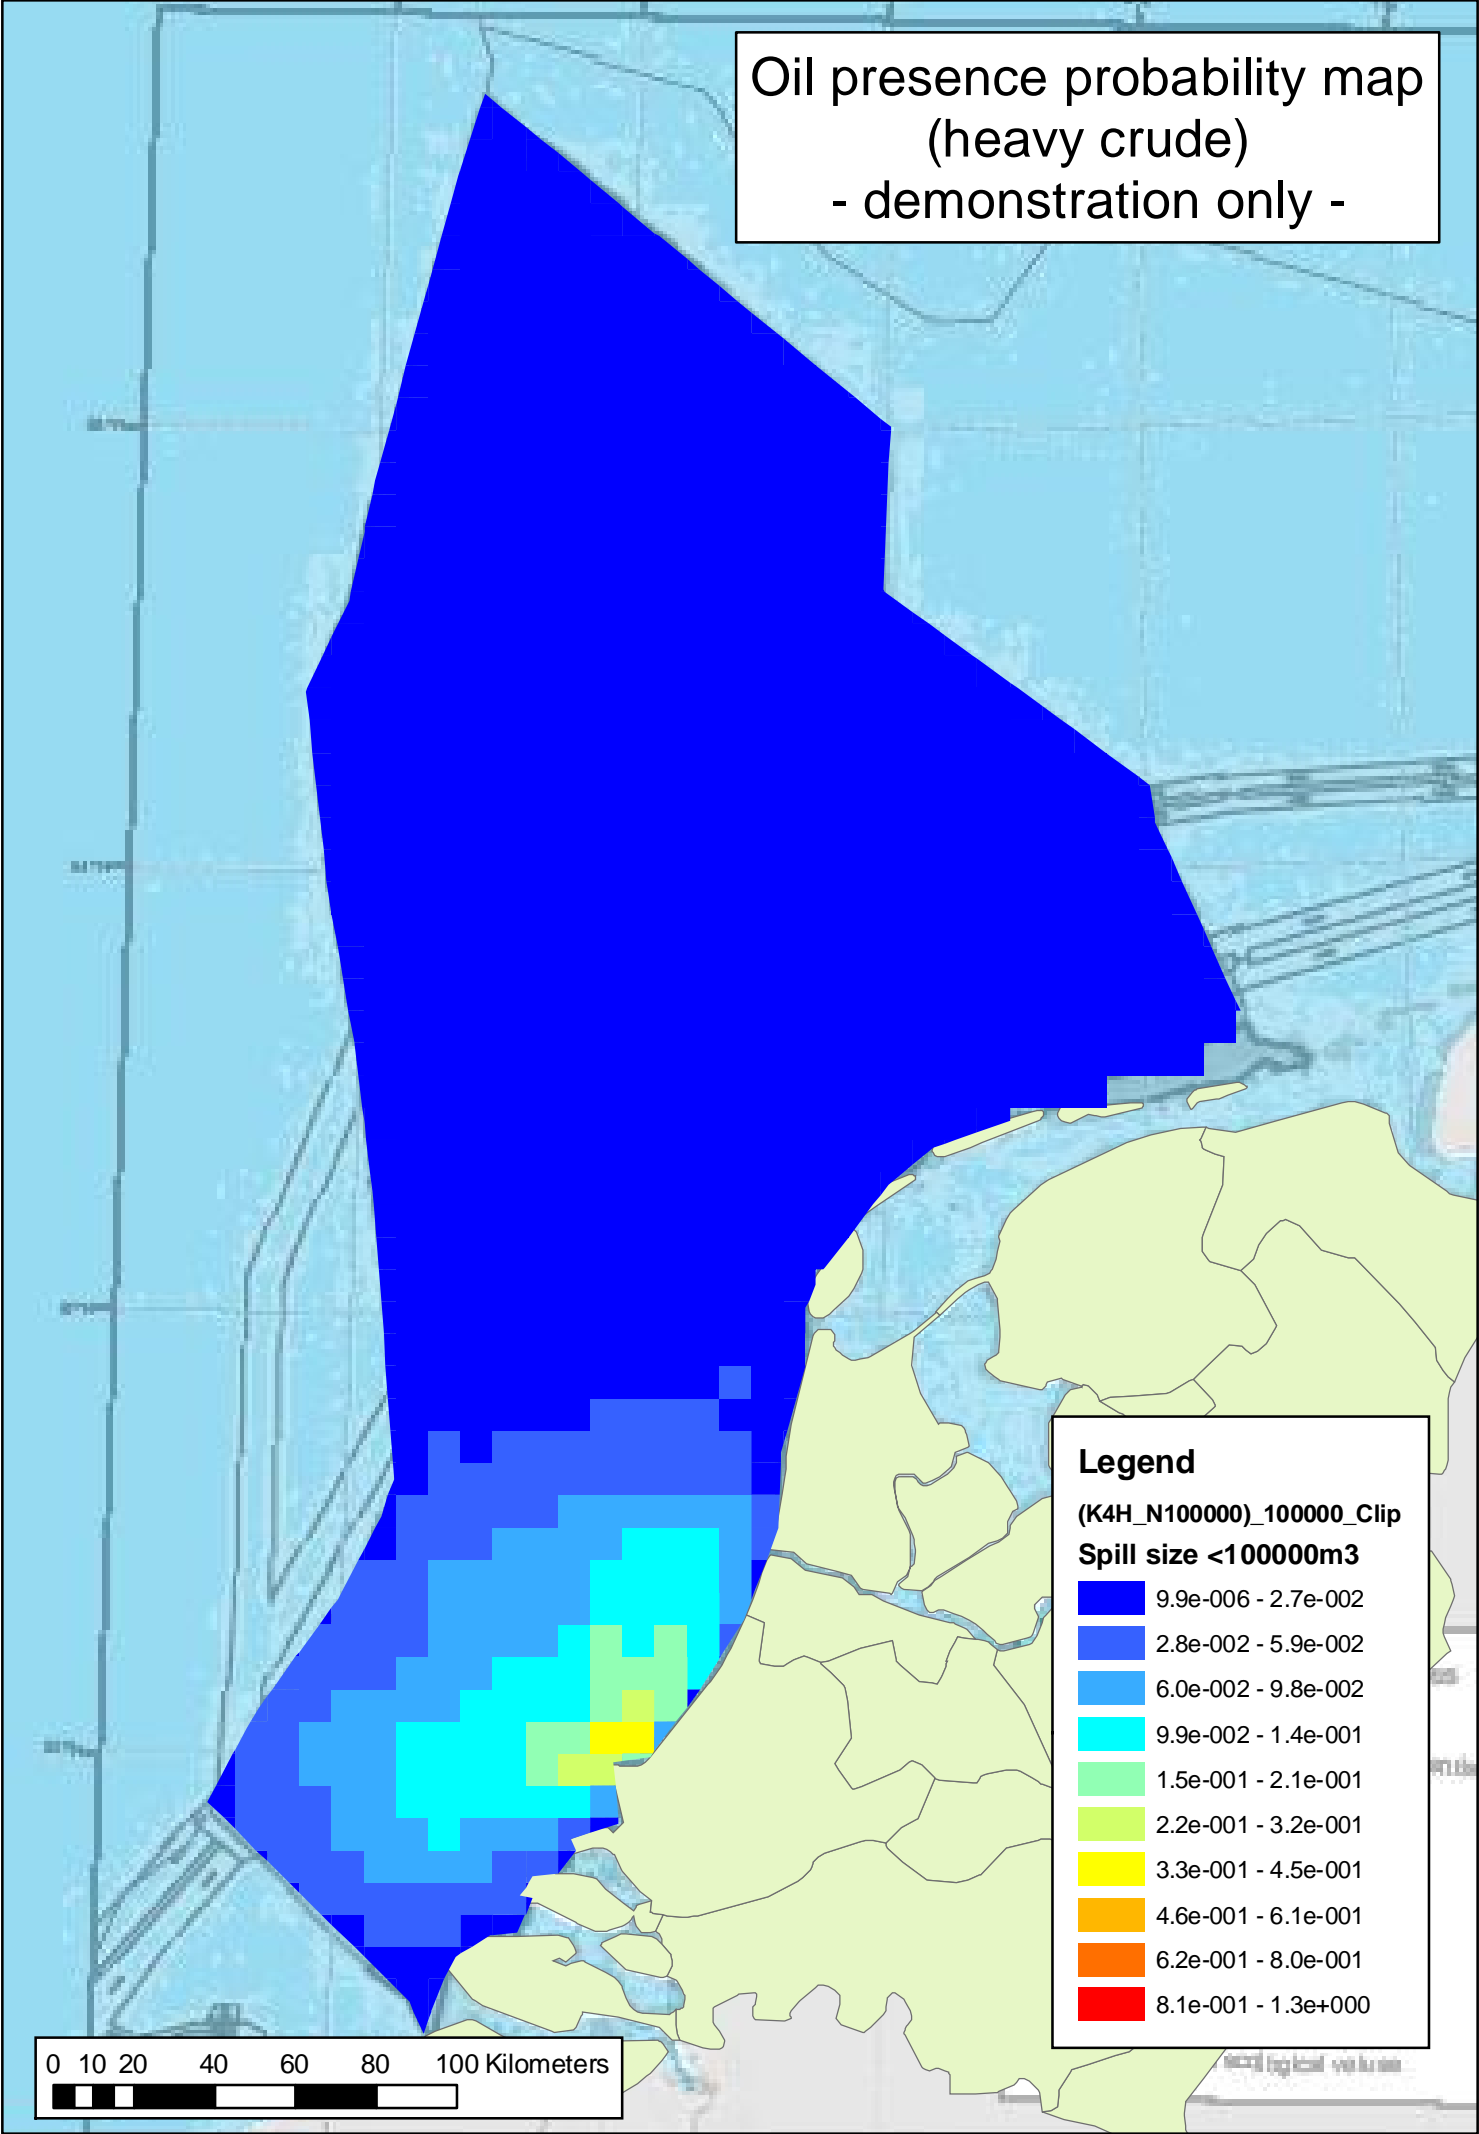 Oil presence probability map
(heavy crude)
- demonstration only -
Legend
(K4H_N100000)_100000_Clip
Spill size <100000m3
9.9e-006 - 2.7e-002
2.8e-002 - 5.9e-002
6.0e-002 - 9.8e-002
9.9e-002 - 1.4e-001
1.5e-001 - 2.1e-001
2.2e-001 - 3.2e-001
3.3e-001 - 4.5e-001
4.6e-001 - 6.1e-001
6.2e-001 - 8.0e-001
8.1e-001 - 1.3e+000
0 10 20 40 60 80 100 Kilometers